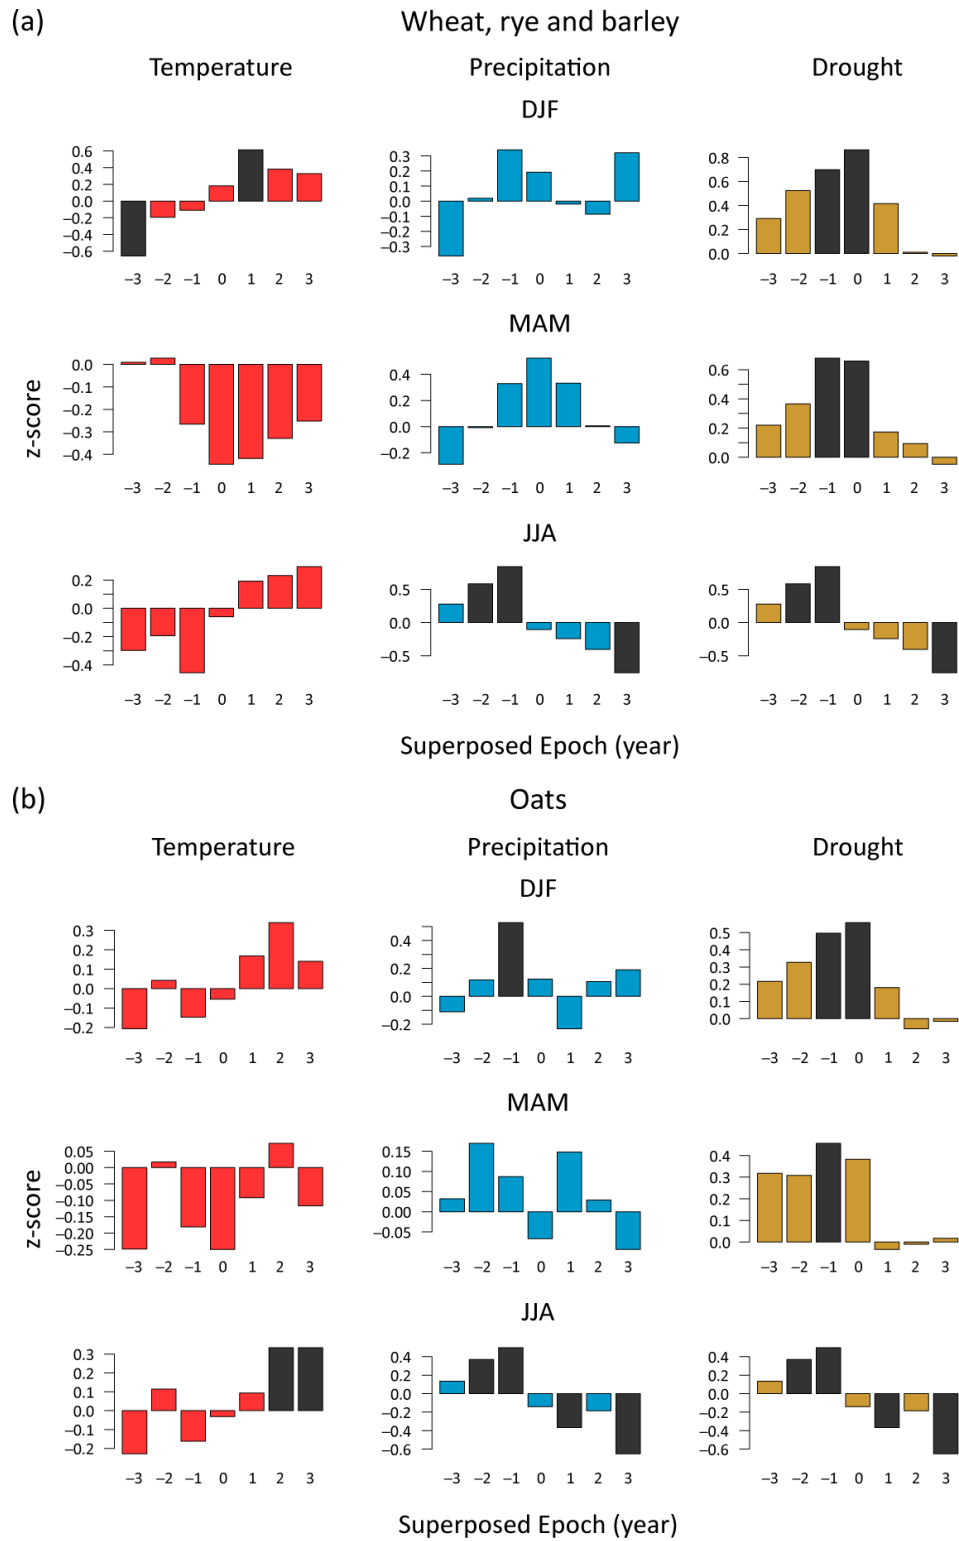 (a) Wheat, rye and barley
Temperature Precipitation Drought
DJF
0.6 0.4 0.2 0.0 –0.2 –0.4 –0.6
–3 –2 –1 0 1 2 3
0.3 0.2 0.1 0.0 –0.1 –0.2 –0.3
–3 –2 –1 0 1 2 3
0.8 0.6 0.4 0.2 0.0
–3 –2 –1 0 1 2 3
MAM
z-score
0.0 –0.1 –0.2 –0.3 –0.4
–3 –2 –1 0 1 2 3
0.4 0.2 0.0 –0.2
–3 –2 –1 0 1 2 3
0.6 0.4 0.2 0.0
–3 –2 –1 0 1 2 3
JJA
0.2 0.0 –0.2 –0.4
–3 –2 –1 0 1 2 3
0.5 0.0 –0.5
–3 –2 –1 0 1 2 3
0.5 0.0 –0.5
–3 –2 –1 0 1 2 3
Superposed Epoch (year)
(b) Oats
Temperature Precipitation Drought
DJF
0.3 0.2 0.1 0.0 –0.1 –0.2
–3 –2 –1 0 1 2 3
0.4 0.2 0.0 –0.2
–3 –2 –1 0 1 2 3
0.5 0.4 0.3 0.2 0.1 0.0
–3 –2 –1 0 1 2 3
MAM
z-score
0.05 0.00 –0.05 –0.10 –0.15 –0.20 –0.25
–3 –2 –1 0 1 2 3
0.15 0.10 0.05 0.00 –0.05
–3 –2 –1 0 1 2 3
0.4 0.3 0.2 0.1 0.0
–3 –2 –1 0 1 2 3
JJA
0.3 0.2 0.1 0.0 –0.1 –0.2
–3 –2 –1 0 1 2 3
0.4 0.2 0.0 –0.2 –0.4 –0.6
–3 –2 –1 0 1 2 3
0.4 0.2 0.0 –0.2 –0.4 –0.6
–3 –2 –1 0 1 2 3
Superposed Epoch (year)